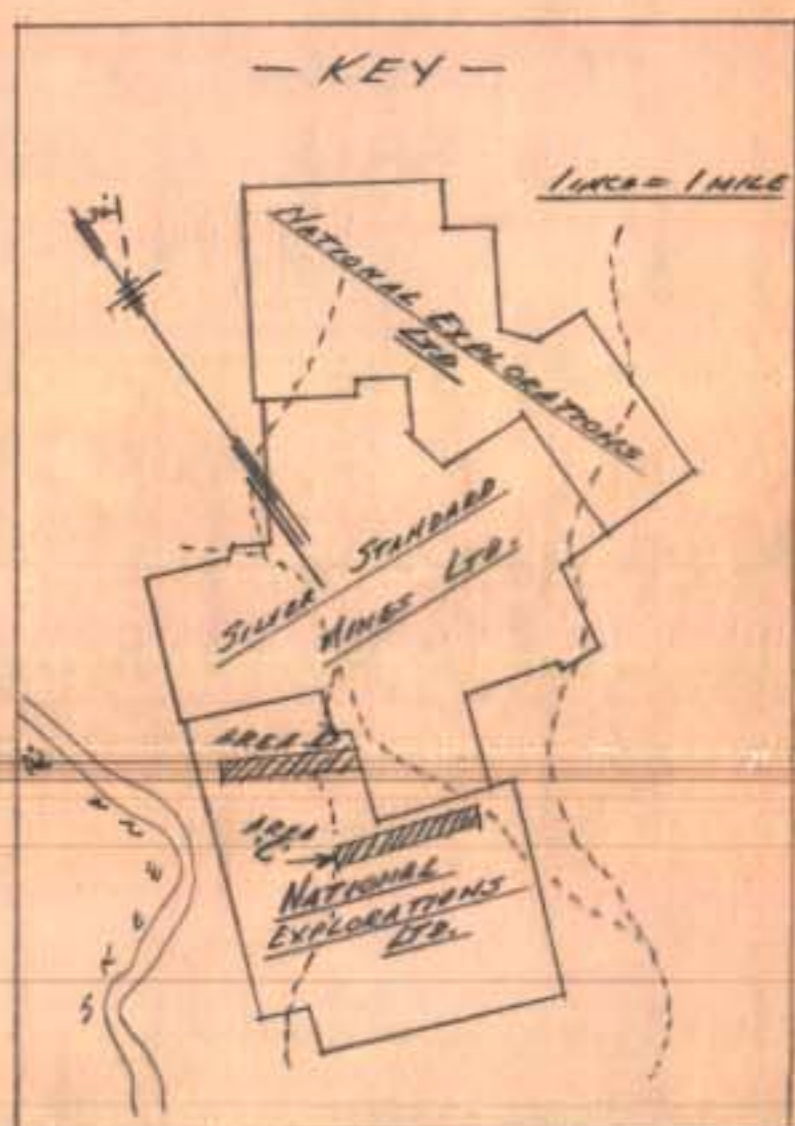 — KEY —
1 INCH = 1 MILE
NATIONAL EXPLORATIONS
LTD.
SILVER STANDARD
MINES LTD.
AREA
AREA
"C"
NATIONAL
EXPLORATIONS
LTD.